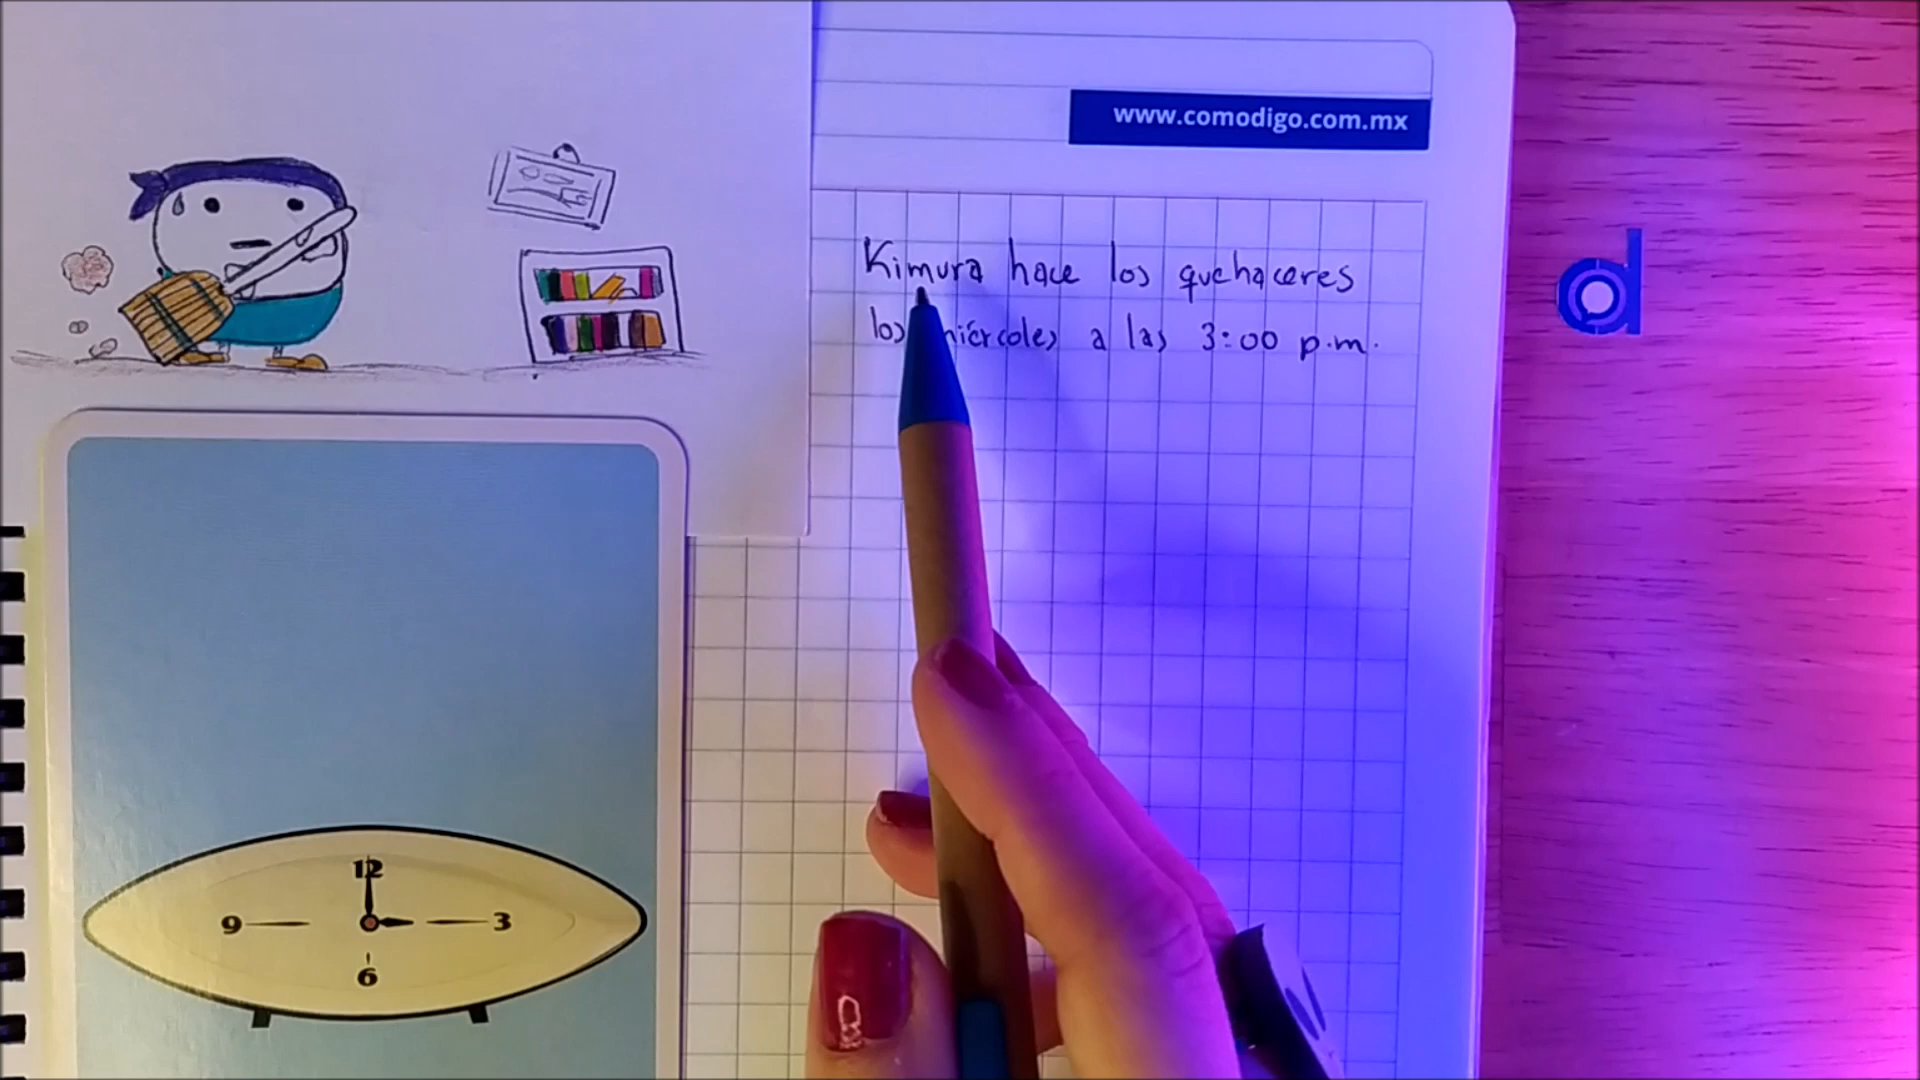 www.comodigo.com.mx
Kimura hace los quehaceres
los miércoles a las 3:00 p.m.
12
9 3
6
d